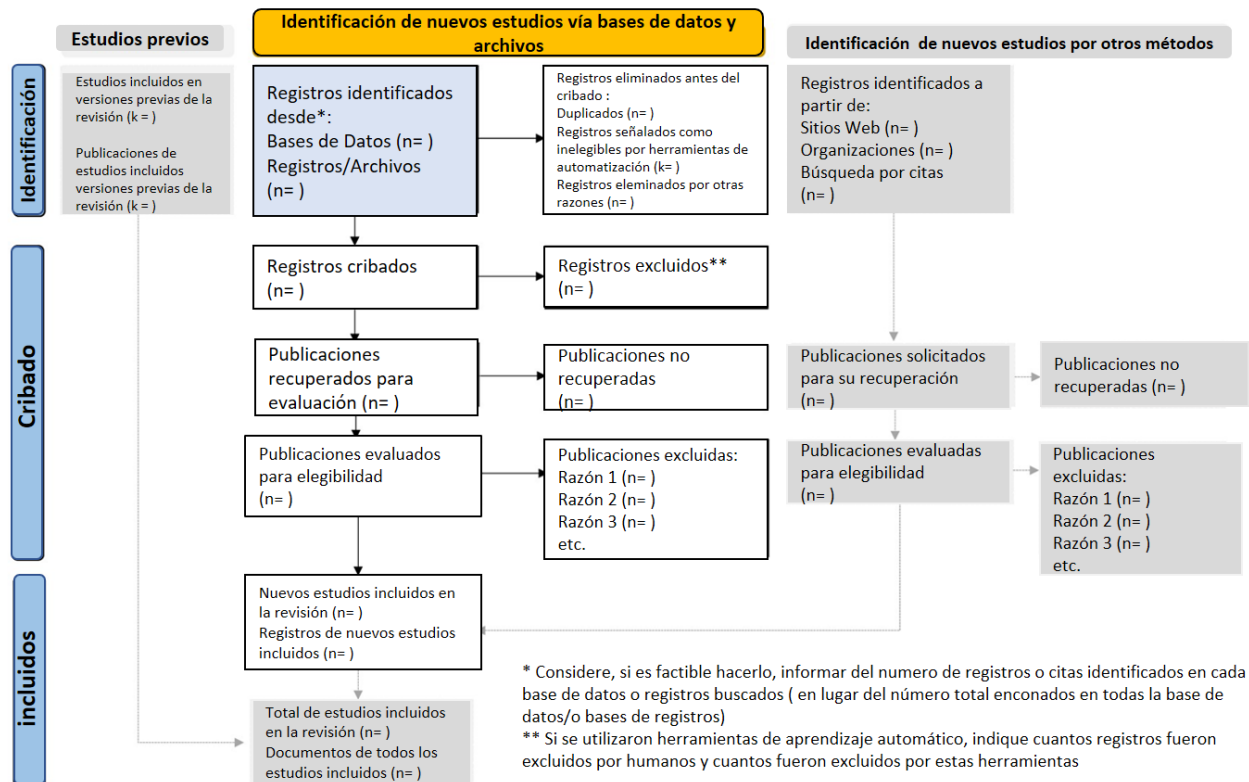 Estudios previos
Identificación de nuevos estudios vía bases de datos y
archivos
Identificación de nuevos estudios por otros métodos
Identificación
Estudios incluidos en
versiones previas de la
revisión (k = )
Publicaciones de
estudios incluidos
versiones previas de la
revisión (k = )
Registros identificados
desde*:
Bases de Datos (n= )
Registros/Archivos
(n= )
Registros eliminados antes del
cribado :
Duplicados (n= )
Registros señalados como
inelegibles por herramientas de
automatización (k= )
Registros eleminados por otras
razones (n= )
Registros identificados a
partir de:
Sitios Web (n= )
Organizaciones (n= )
Búsqueda por citas
(n= )
Cribado
Registros cribados
(n= )
Registros excluidos**
(n= )
Publicaciones
recuperados para
evaluación (n= )
Publicaciones no
recuperadas
(n= )
Publicaciones solicitados
para su recuperación
(n= )
Publicaciones no
recuperadas (n= )
Publicaciones evaluados
para elegibilidad
(n= )
Publicaciones excluidas:
Razón 1 (n= )
Razón 2 (n= )
Razón 3 (n= )
etc.
Publicaciones evaluadas
para elegibilidad
(n= )
Publicaciones
excluidas:
Razón 1 (n= )
Razón 2 (n= )
Razón 3 (n= )
etc.
incluidos
Nuevos estudios incluidos en
la revisión (n= )
Registros de nuevos estudios
incluidos (n= )
Total de estudios incluidos
en la revisión (n= )
Documentos de todos los
estudios incluidos (n= )
* Considere, si es factible hacerlo, informar del numero de registros o citas identificados en cada
base de datos o registros buscados ( en lugar del número total enconados en todas la base de
datos/o bases de registros)
** Si se utilizaron herramientas de aprendizaje automático, indique cuantos registros fueron
excluidos por humanos y cuantos fueron excluidos por estas herramientas